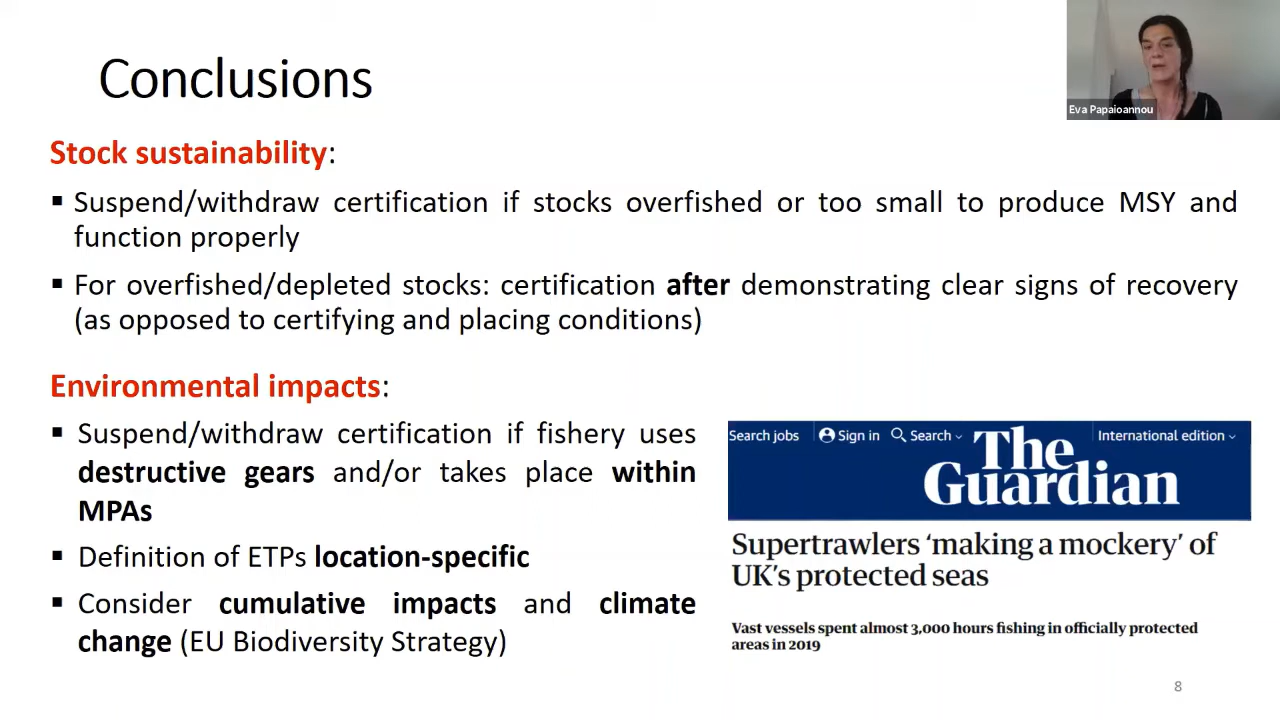 Conclusions
Eva Papaioannou
Stock sustainability:
▪ Suspend/withdraw certification if stocks overfished or too small to produce MSY and
function properly
▪ For overfished/depleted stocks: certification after demonstrating clear signs of recovery
(as opposed to certifying and placing conditions)
Environmental impacts:
▪ Suspend/withdraw certification if fishery uses
destructive gears and/or takes place within
MPAs
▪ Definition of ETPs location-specific
▪ Consider cumulative impacts and climate
change (EU Biodiversity Strategy)
Search jobs Sign in Search International edition
The
Guardian
Supertrawlers ‘making a mockery’ of
UK’s protected seas
Vast vessels spent almost 3,000 hours fishing in officially protected
areas in 2019
8